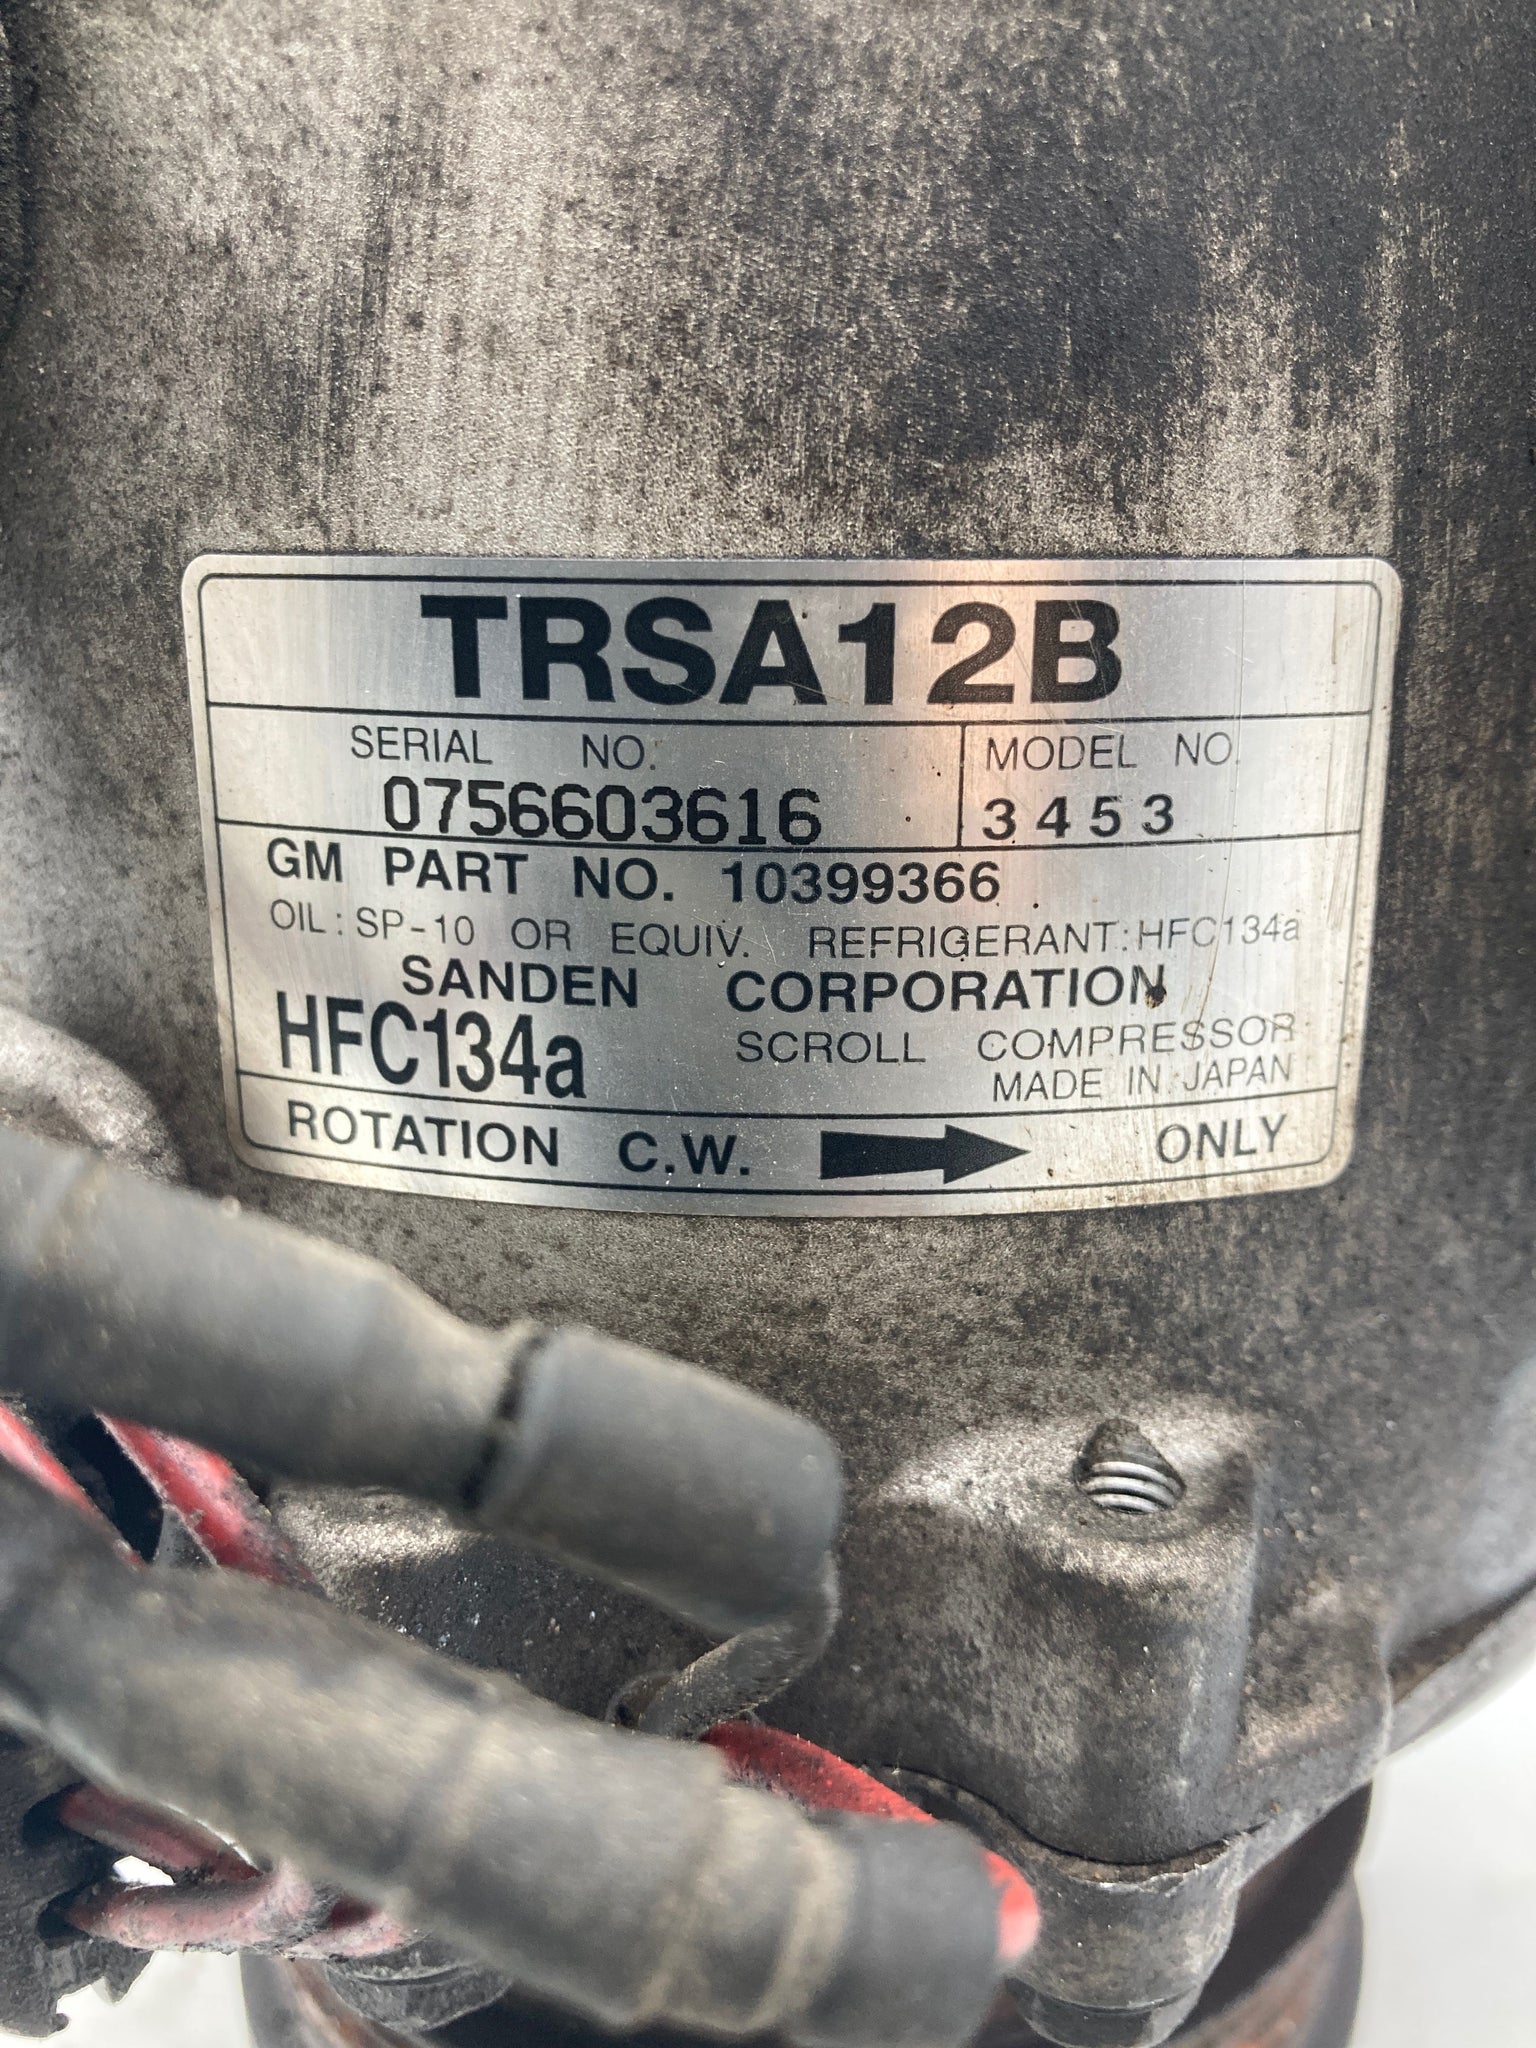 TRSA12B
SERIAL NO. MODEL NO.
0756603616 3453
GM PART NO. 10399366
OIL: SP-10 OR EQUIV. REFRIGERANT: HFC134a
SANDEN CORPORATION
HFC134a SCROLL COMPRESSOR
MADE IN JAPAN
ROTATION C.W. ONLY